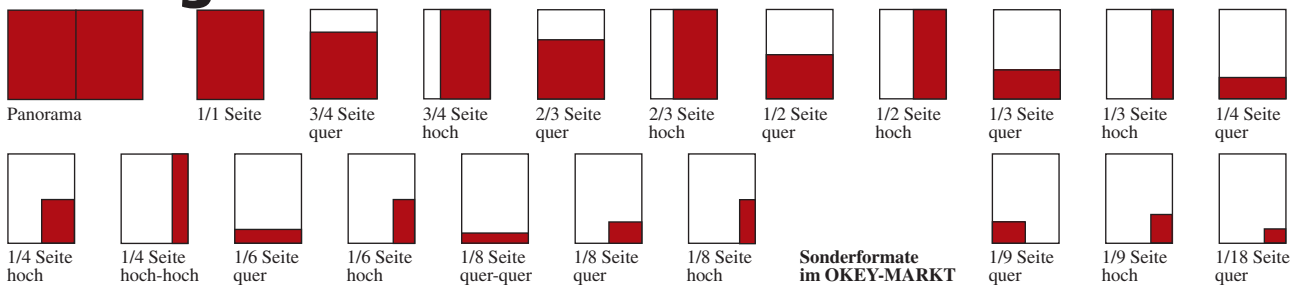 Panorama
1/1 Seite
3/4 Seite
quer
3/4 Seite
hoch
2/3 Seite
quer
2/3 Seite
hoch
1/2 Seite
quer
1/2 Seite
hoch
1/3 Seite
quer
1/3 Seite
hoch
1/4 Seite
quer
1/4 Seite
hoch
1/4 Seite
hoch-hoch
1/6 Seite
quer
1/6 Seite
hoch
1/8 Seite
quer-quer
1/8 Seite
quer
1/8 Seite
hoch
Sonderformate
im OKEY-MARKT
1/9 Seite
quer
1/9 Seite
hoch
1/18 Seite
quer